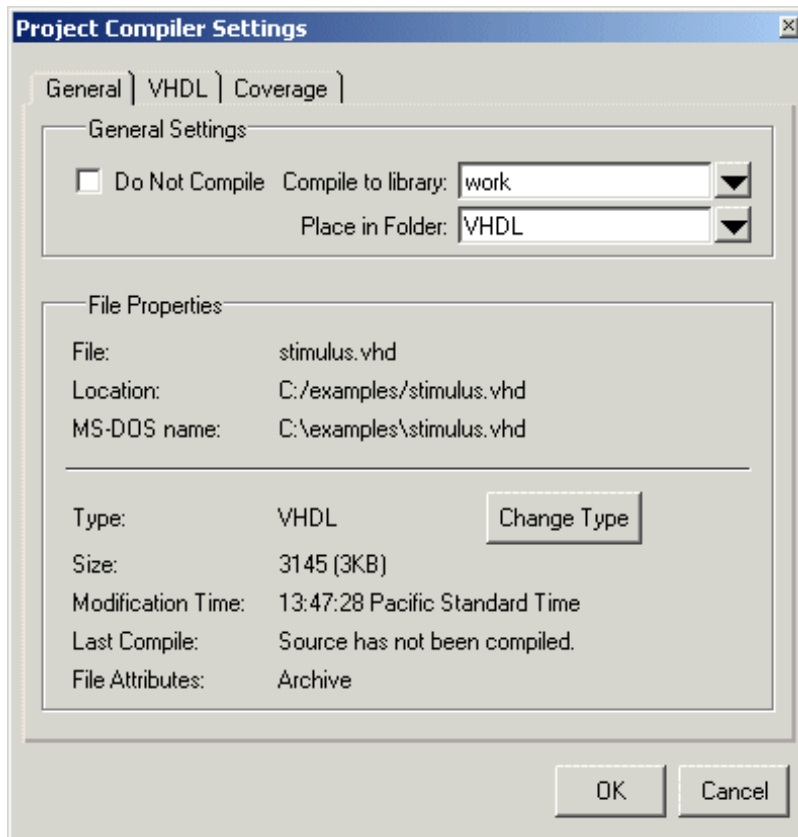 Project Compiler Settings
General VHDL Coverage
General Settings
Do Not Compile Compile to library: work
Place in Folder: VHDL
File Properties
File: stimulus.vhd
Location: C:/examples/stimulus.vhd
MS-DOS name: C:\examples\stimulus.vhd
Type: VHDL Change Type
Size: 3145 (3KB)
Modification Time: 13:47:28 Pacific Standard Time
Last Compile: Source has not been compiled.
File Attributes: Archive
OK Cancel